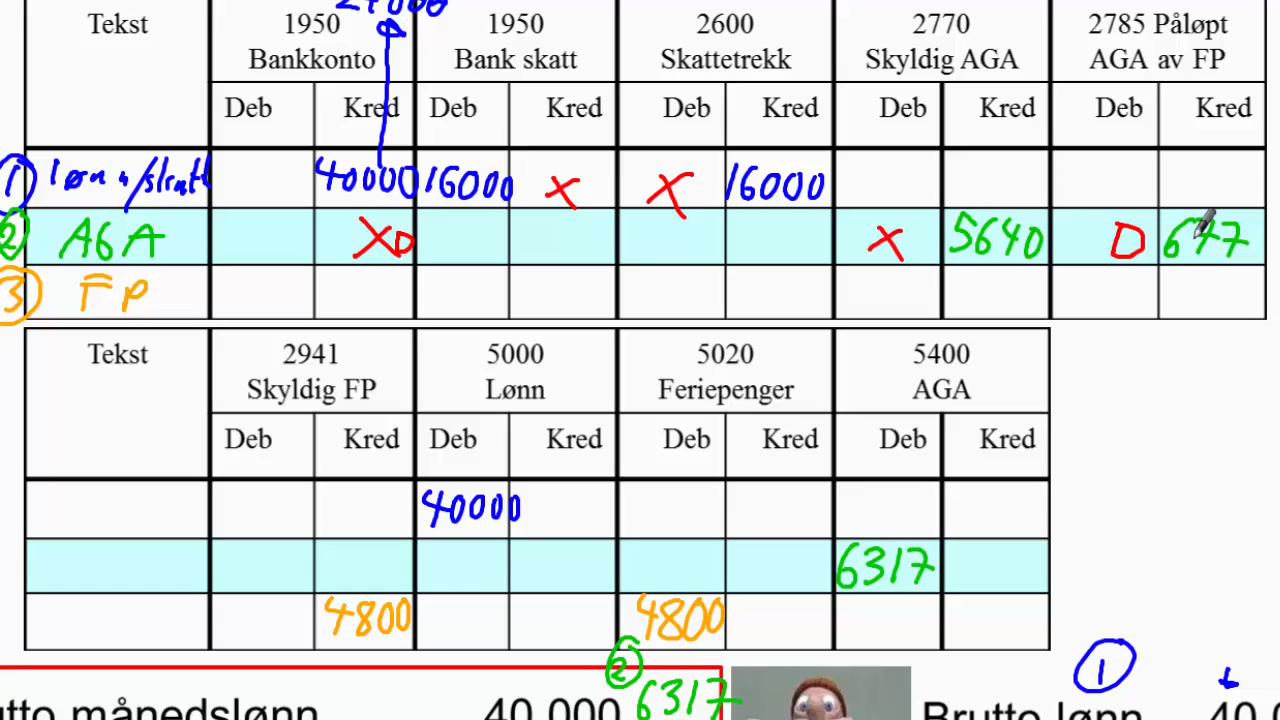 Tekst 1950 1950 2600 2770 2785 Påløpt
Bankkonto Bank skatt Skattetrekk Skyldig AGA AGA av FP
Deb Kred Deb Kred Deb Kred Deb Kred Deb Kred
1 40000 16000 X X 16000
2 AGA X D X 5640 D 677
3 FP
Tekst 2941 5000 5020 5400
Skyldig FP Lønn Feriepenger AGA
Deb Kred Deb Kred Deb Kred Deb Kred
40000
6317
4800 4800
2 1
6317
månedslønn 40 000 Brutto lønn